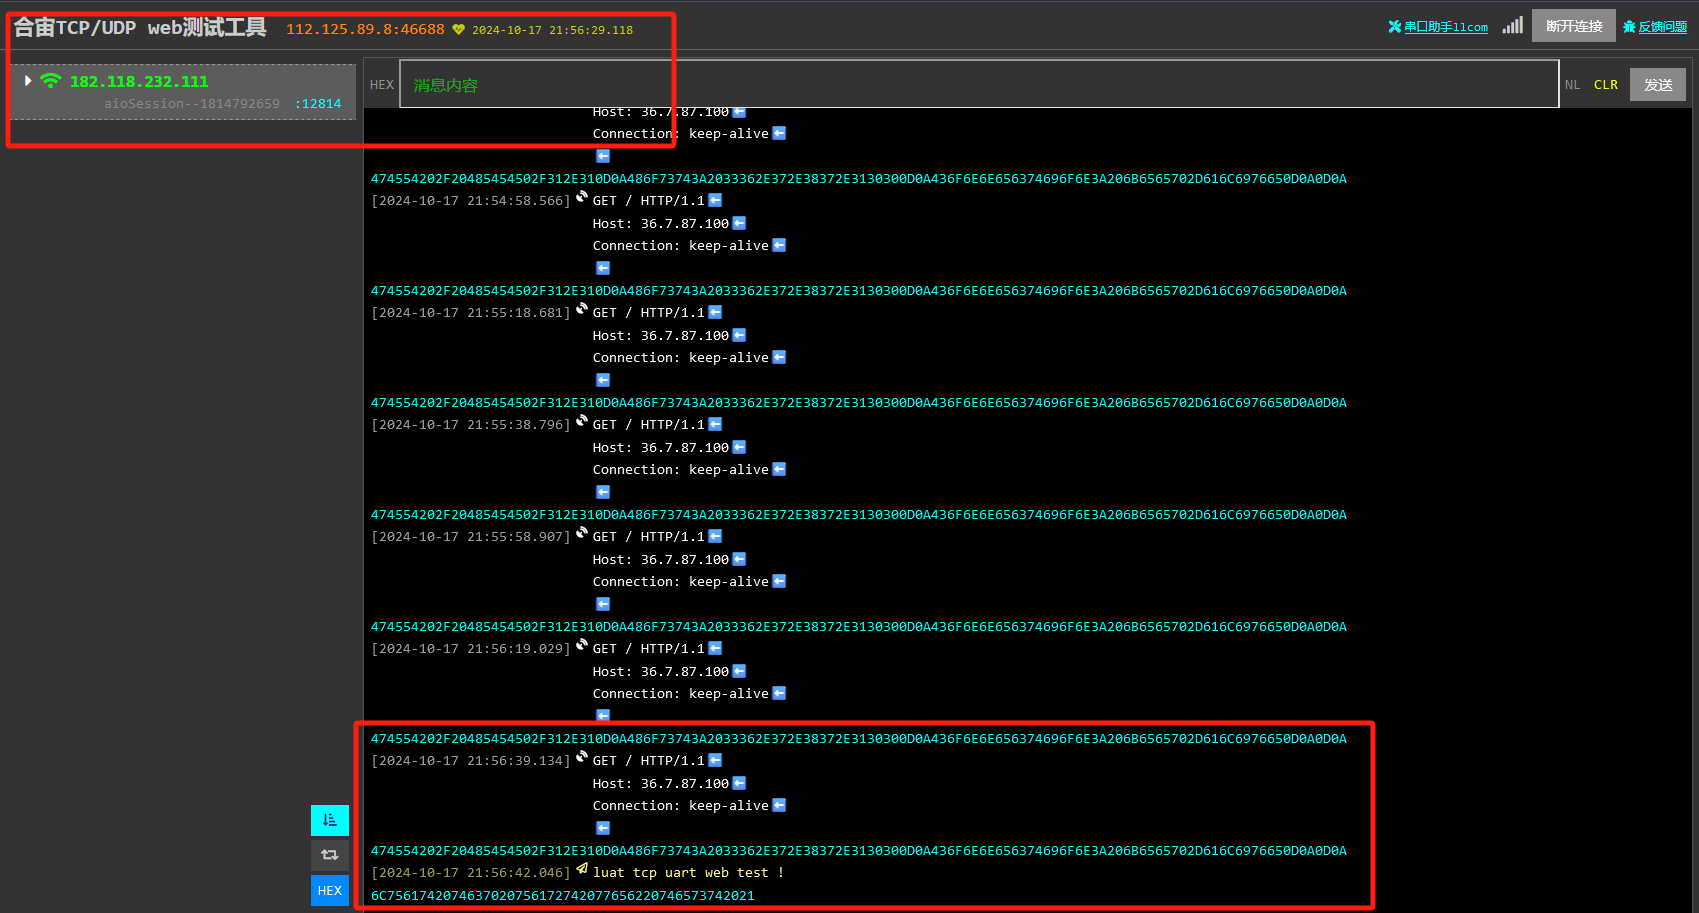 合宙TCP/UDP web测试工具 112.125.89.8:46688 2024-10-17 21:56:29.118 串口助手llcom 断开连接 反馈问题
182.118.232.111
aioSession--1814792659 :12814
HEX 消息内容 NL CLR 发送
Host: 36.7.87.100
Connection: keep-alive
474554202F20485454502F312E310D0A486F73743A2033362E372E38372E3130300D0A436F6E6E656374696F6E3A206B6565702D616C6976650D0A0D0A
[2024-10-17 21:54:58.566] GET / HTTP/1.1
Host: 36.7.87.100
Connection: keep-alive
474554202F20485454502F312E310D0A486F73743A2033362E372E38372E3130300D0A436F6E6E656374696F6E3A206B6565702D616C6976650D0A0D0A
[2024-10-17 21:55:18.681] GET / HTTP/1.1
Host: 36.7.87.100
Connection: keep-alive
474554202F20485454502F312E310D0A486F73743A2033362E372E38372E3130300D0A436F6E6E656374696F6E3A206B6565702D616C6976650D0A0D0A
[2024-10-17 21:55:38.796] GET / HTTP/1.1
Host: 36.7.87.100
Connection: keep-alive
474554202F20485454502F312E310D0A486F73743A2033362E372E38372E3130300D0A436F6E6E656374696F6E3A206B6565702D616C6976650D0A0D0A
[2024-10-17 21:55:58.907] GET / HTTP/1.1
Host: 36.7.87.100
Connection: keep-alive
474554202F20485454502F312E310D0A486F73743A2033362E372E38372E3130300D0A436F6E6E656374696F6E3A206B6565702D616C6976650D0A0D0A
[2024-10-17 21:56:19.029] GET / HTTP/1.1
Host: 36.7.87.100
Connection: keep-alive
474554202F20485454502F312E310D0A486F73743A2033362E372E38372E3130300D0A436F6E6E656374696F6E3A206B6565702D616C6976650D0A0D0A
[2024-10-17 21:56:39.134] GET / HTTP/1.1
Host: 36.7.87.100
Connection: keep-alive
474554202F20485454502F312E310D0A486F73743A2033362E372E38372E3130300D0A436F6E6E656374696F6E3A206B6565702D616C6976650D0A0D0A
[2024-10-17 21:56:42.046] luat tcp uart web test !
HEX 6C7561742074637020756172742077656220746573742021